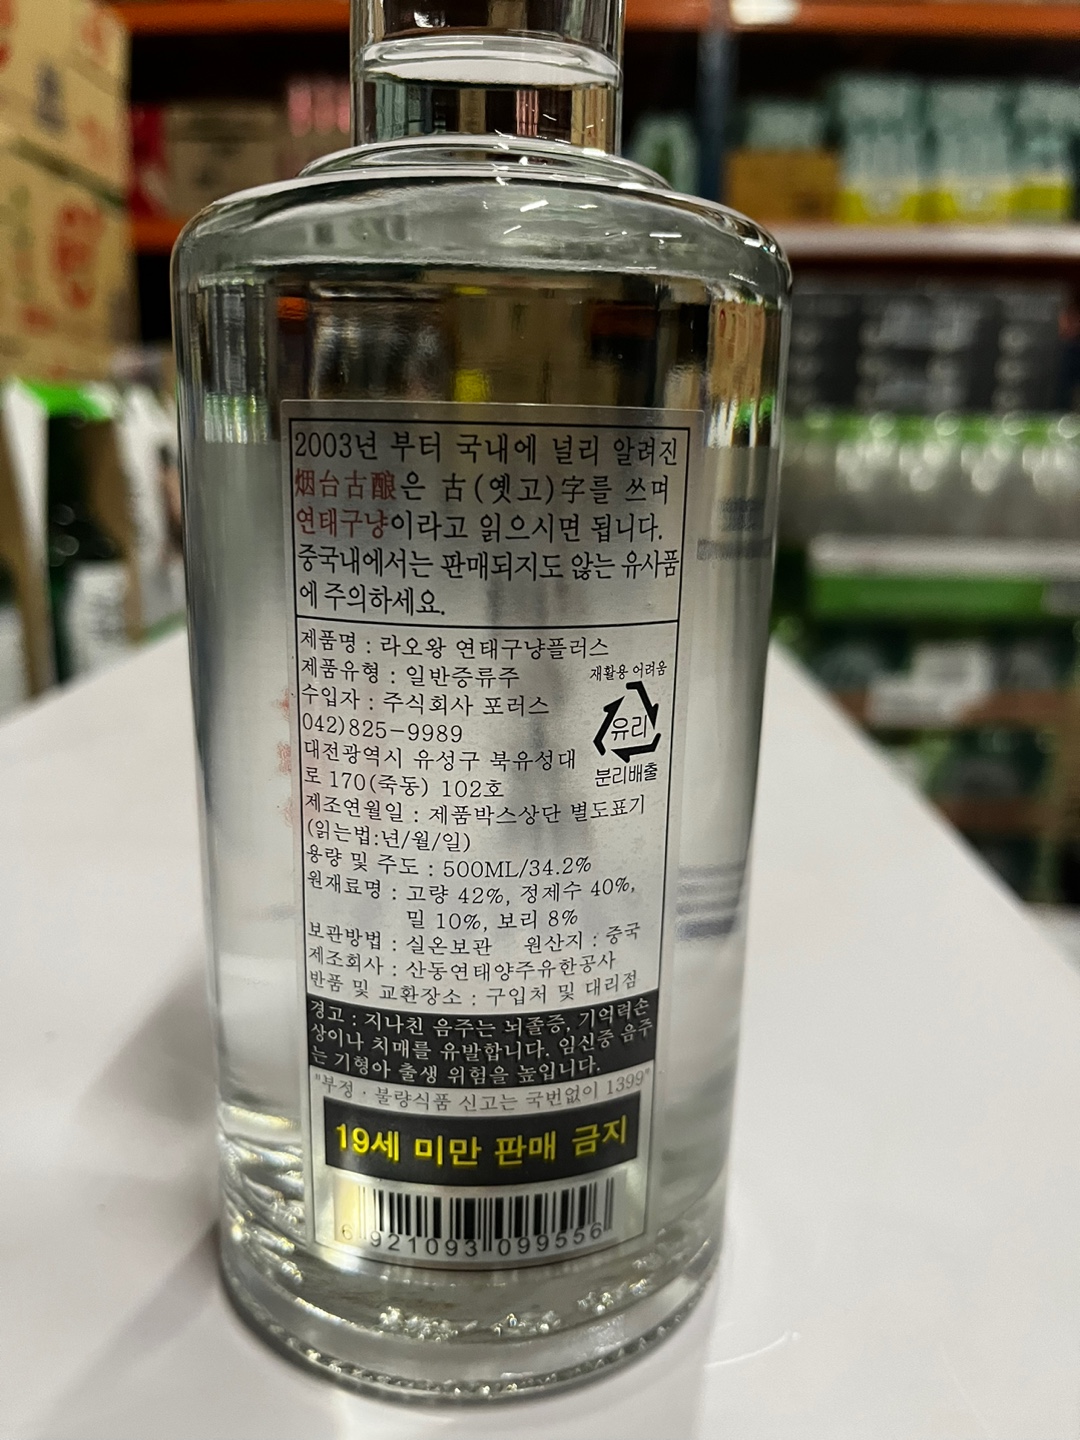 2003년 부터 국내에 널리 알려진
烟台古酿은 古(옛고)字를 쓰며
연태구냥이라고 읽으시면 됩니다.
중국내에서는 판매되지도 않는 유사품
에 주의하세요.
제품명 : 라오왕 연태구냥플러스
제품유형 : 일반증류주
수입자 : 주식회사 포러스
042)825-9989
대전광역시 유성구 북유성대
로 170(죽동) 102호
재활용 어려움
유리
분리배출
제조연월일 : 제품박스상단 별도표기
(읽는법:년/월/일)
용량 및 주도 : 500ML/34.2%
원재료명 : 고량 42%, 정제수 40%,
밀 10%, 보리 8%
보관방법 : 실온보관 원산지 : 중국
제조회사 : 산동연태양주유한공사
반품 및 교환장소 : 구입처 및 대리점
경고 : 지나친 음주는 뇌졸중, 기억력손
상이나 치매를 유발합니다. 임신중 음주
는 기형아 출생 위험을 높입니다.
"부정·불량식품 신고는 국번없이 1399"
19세 미만 판매 금지
6 921093 099556